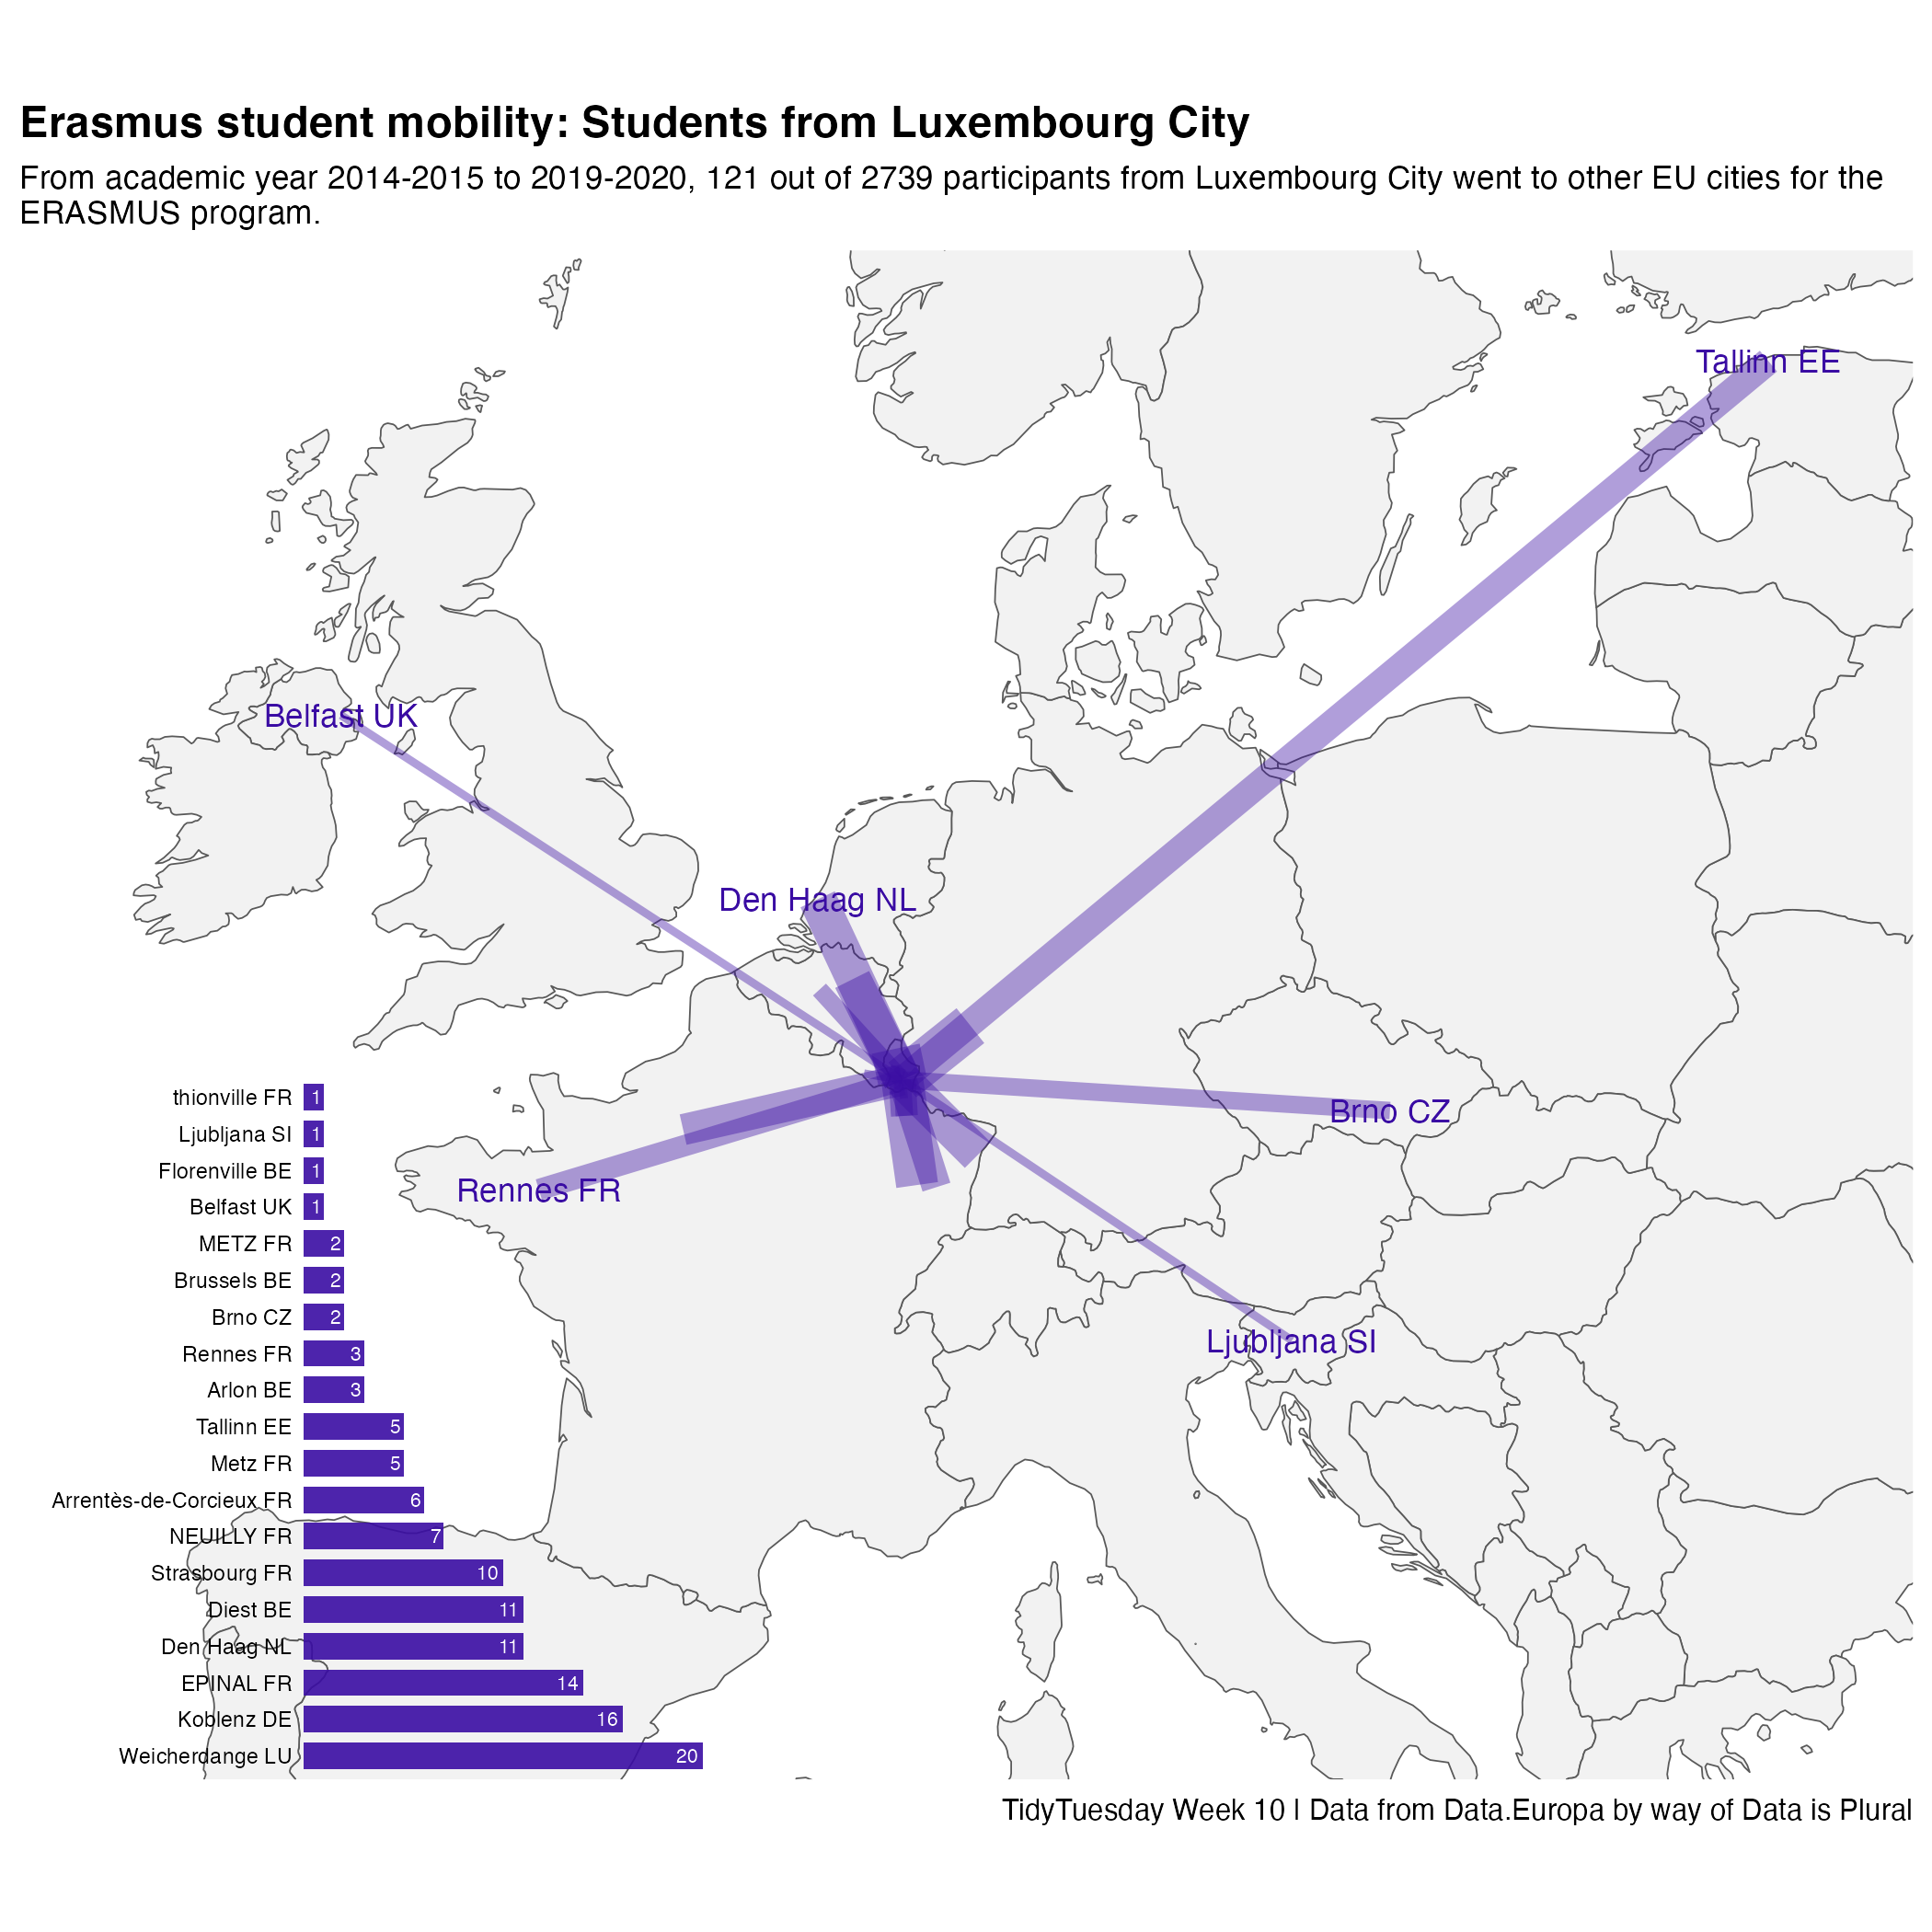 Erasmus student mobility: Students from Luxembourg City
From academic year 2014-2015 to 2019-2020, 121 out of 2739 participants from Luxembourg City went to other EU cities for the
ERASMUS program.
Tallinn EE
Belfast UK
Den Haag NL
Brno CZ
Rennes FR
Ljubljana SI
thionville FR 1
Ljubljana SI 1
Florenville BE 1
Belfast UK 1
METZ FR 2
Brussels BE 2
Brno CZ 2
Rennes FR 3
Arlon BE 3
Tallinn EE 5
Metz FR 5
Arrentès-de-Corcieux FR 6
NEUILLY FR 7
Strasbourg FR 10
Diest BE 11
Den Haag NL 11
EPINAL FR 14
Koblenz DE 16
Weicherdange LU 20
TidyTuesday Week 10 | Data from Data.Europa by way of Data is Plural